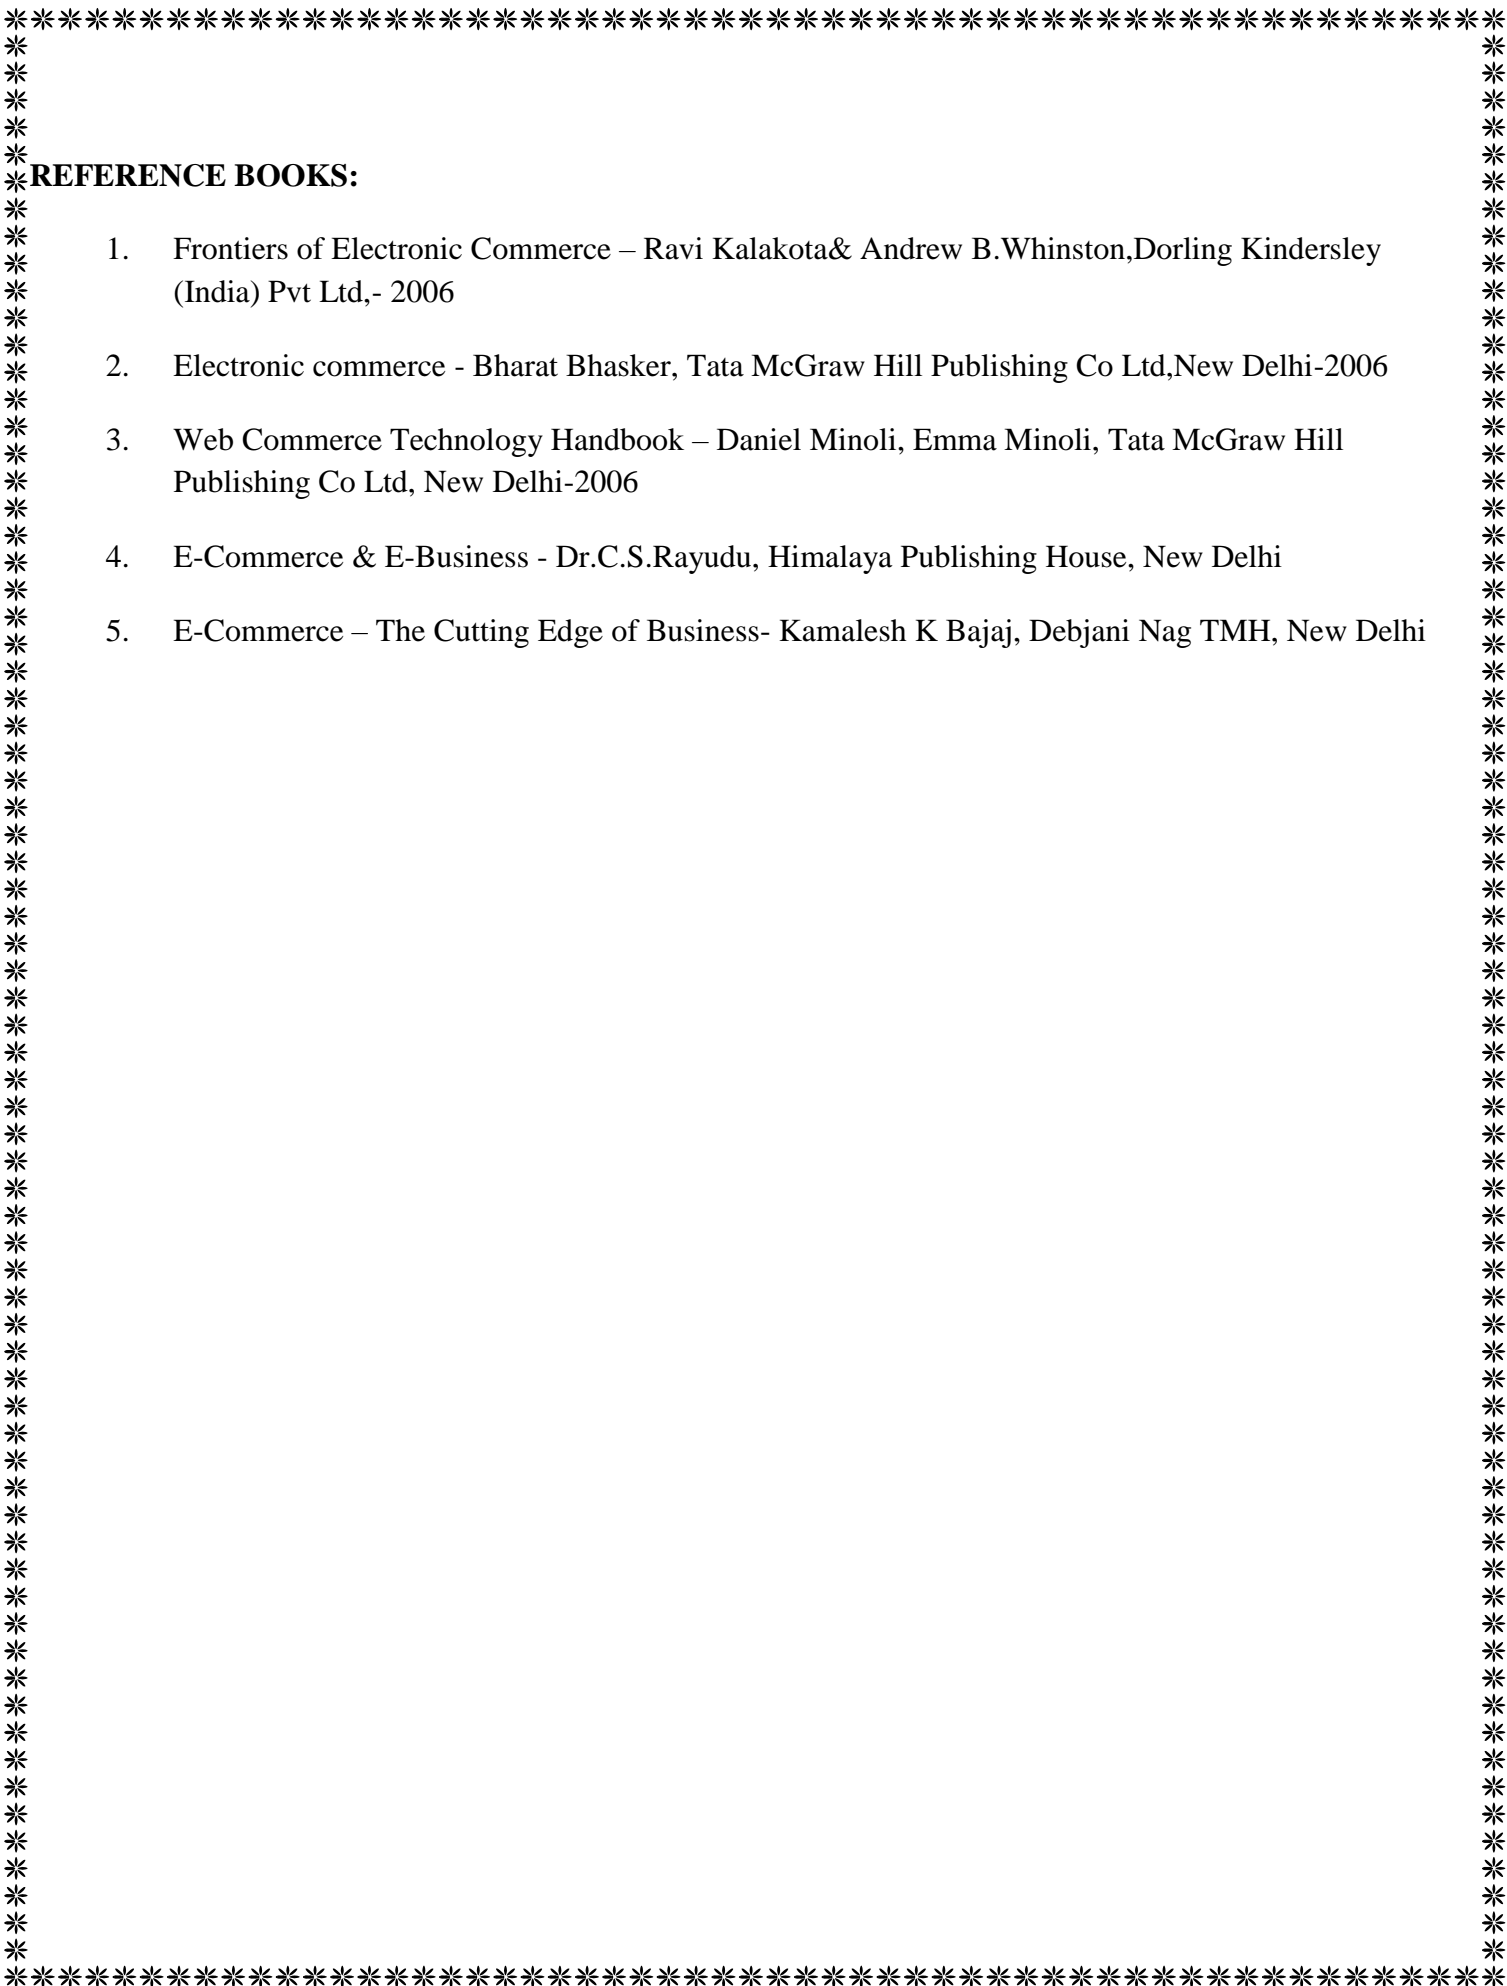 REFERENCE BOOKS:
1. Frontiers of Electronic Commerce – Ravi Kalakota& Andrew B.Whinston,Dorling Kindersley
(India) Pvt Ltd,- 2006
2. Electronic commerce - Bharat Bhasker, Tata McGraw Hill Publishing Co Ltd,New Delhi-2006
3. Web Commerce Technology Handbook – Daniel Minoli, Emma Minoli, Tata McGraw Hill
Publishing Co Ltd, New Delhi-2006
4. E-Commerce & E-Business - Dr.C.S.Rayudu, Himalaya Publishing House, New Delhi
5. E-Commerce – The Cutting Edge of Business- Kamalesh K Bajaj, Debjani Nag TMH, New Delhi